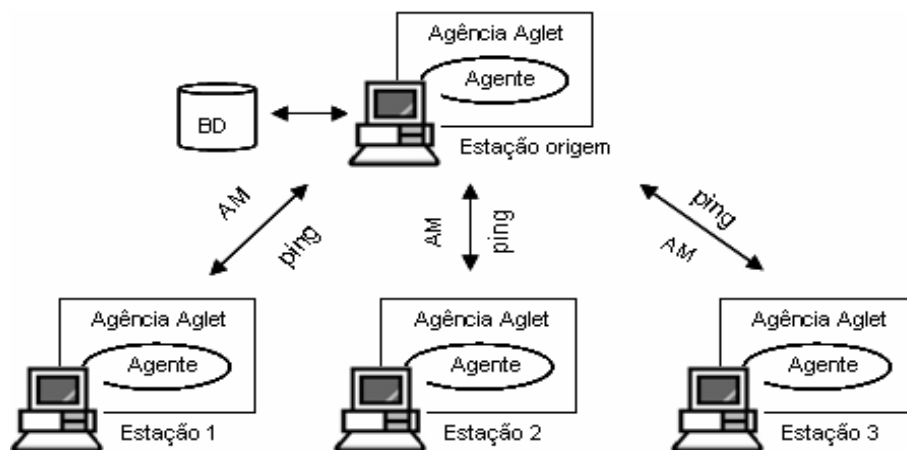 Agência Aglet
Agente
BD
Estação origem
AM
ping
AM
ping
ping
AM
Agência Aglet
Agente
Estação 1
Agência Aglet
Agente
Estação 2
Agência Aglet
Agente
Estação 3